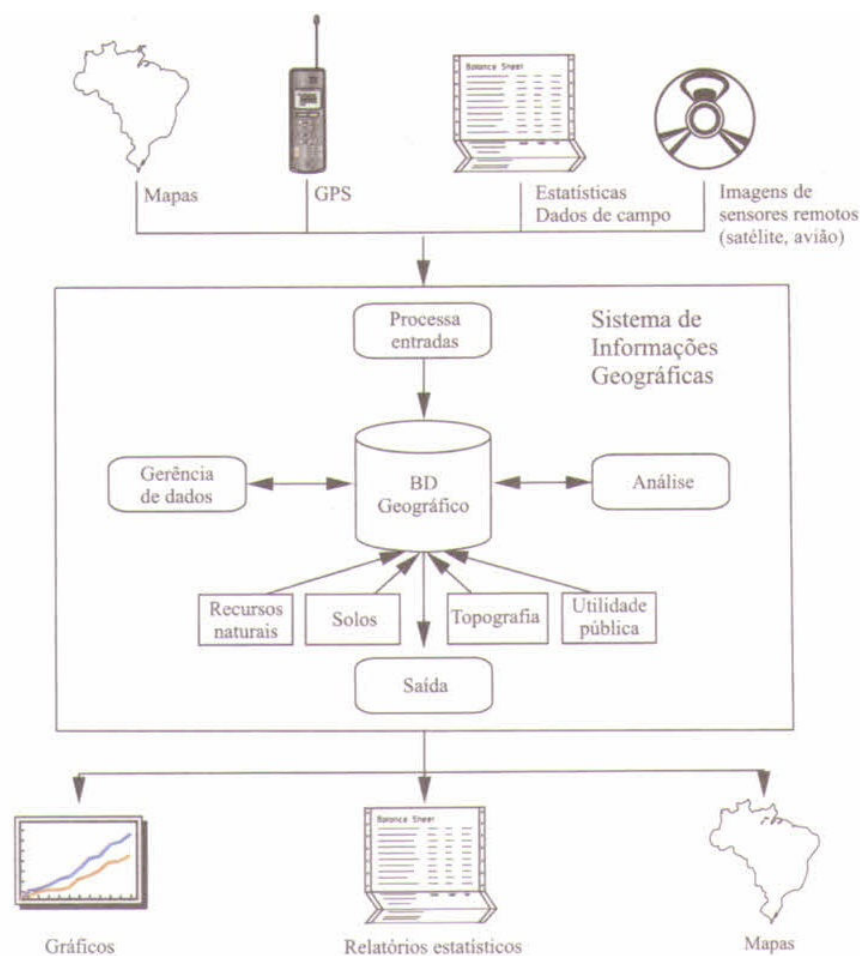 Balance Sheet
Mapas
GPS
Estatísticas
Dados de campo
Imagens de
sensores remotos
(satélite, avião)
Processa
entradas
Sistema de
Informações
Geográficas
Gerência
de dados
BD
Geográfico
Análise
Recursos
naturais
Solos
Topografia
Utilidade
pública
Saída
Balance Sheet
Gráficos
Relatórios estatísticos
Mapas